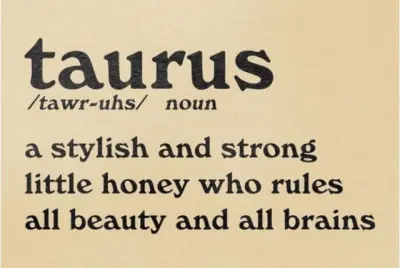 taurus
/tawr-uhs/ noun
a stylish and strong
little honey who rules
all beauty and all brains